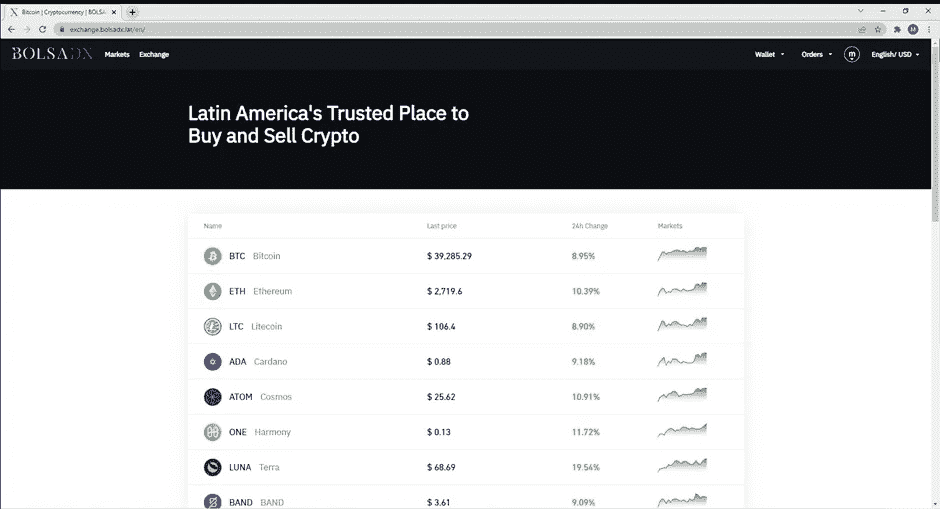 Bitcoin | Cryptocurrency | BOLSA
exchange.bolsadx.lat/en/
M
BOLSADX Markets Exchange Wallet Orders m English/ USD
Latin America's Trusted Place to
Buy and Sell Crypto
Name Last price 24h Change Markets
BTC Bitcoin $ 39,285.29 8.95%
ETH Ethereum $ 2,719.6 10.39%
LTC Litecoin $ 106.4 8.90%
ADA Cardano $ 0.88 9.18%
ATOM Cosmos $ 25.62 10.91%
ONE Harmony $ 0.13 11.72%
LUNA Terra $ 68.69 19.54%
BAND BAND $ 3.61 9.09%